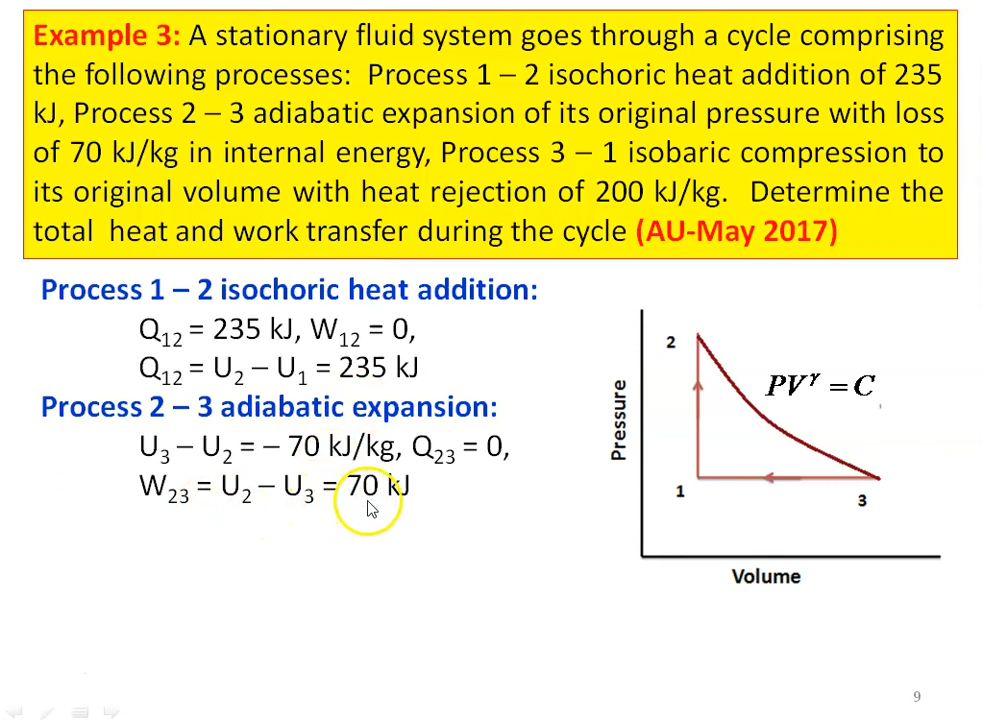 Example 3: A stationary fluid system goes through a cycle comprising
the following processes: Process 1 – 2 isochoric heat addition of 235
kJ, Process 2 – 3 adiabatic expansion of its original pressure with loss
of 70 kJ/kg in internal energy, Process 3 – 1 isobaric compression to
its original volume with heat rejection of 200 kJ/kg. Determine the
total heat and work transfer during the cycle (AU-May 2017)
Process 1 – 2 isochoric heat addition:
Q₁₂ = 235 kJ, W₁₂ = 0,
Q₁₂ = U₂ – U₁ = 235 kJ
Process 2 – 3 adiabatic expansion:
U₃ – U₂ = – 70 kJ/kg, Q₂₃ = 0,
W₂₃ = U₂ – U₃ = 70 kJ
2
PVᵞ = C
Pressure
1
3
Volume
9